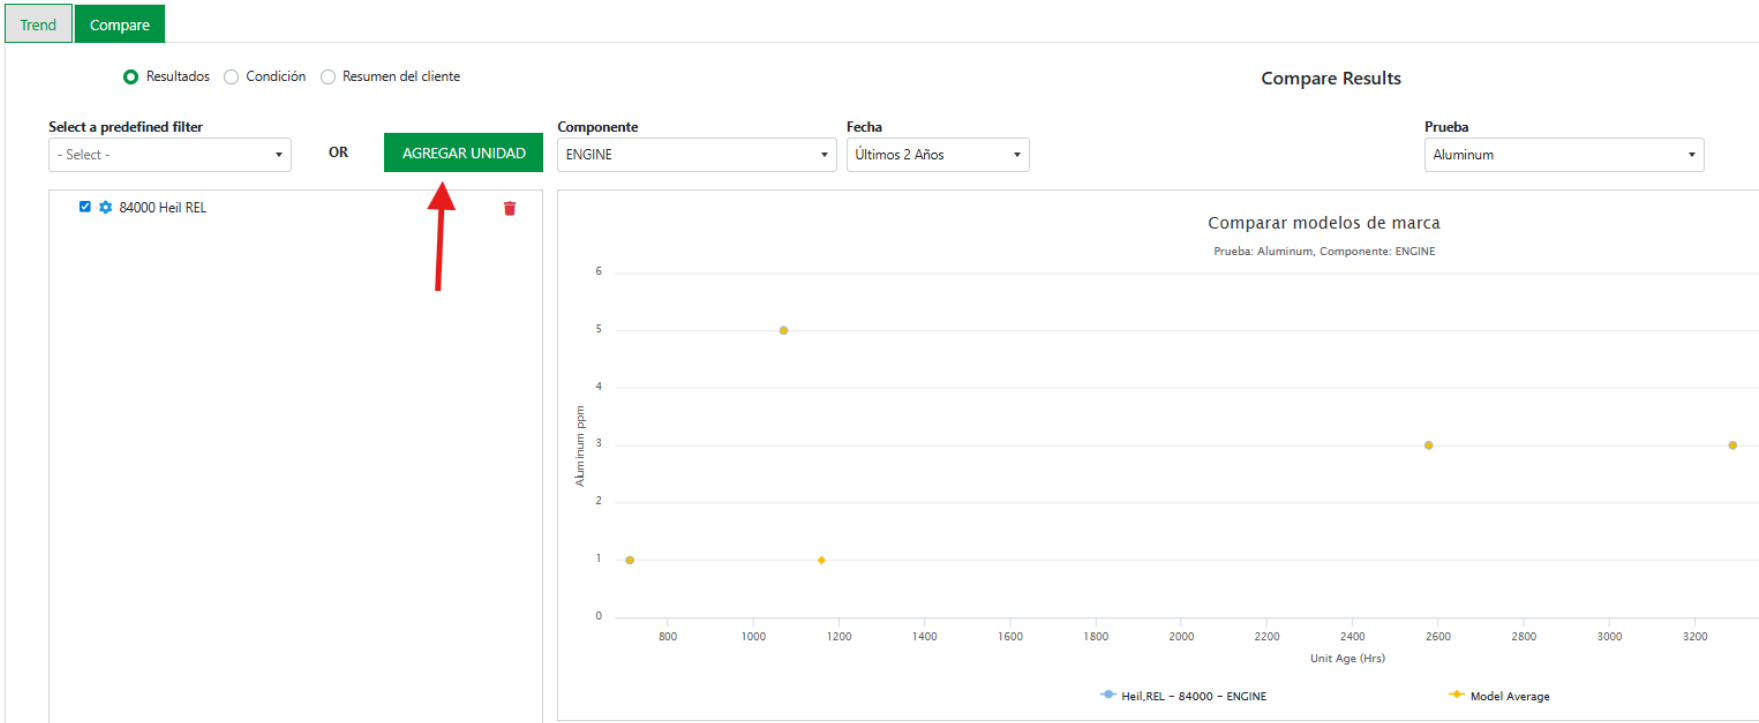 Trend Compare
Resultados Condición Resumen del cliente
Compare Results
Select a predefined filter
- Select -
OR
AGREGAR UNIDAD
Componente
ENGINE
Fecha
Últimos 2 Años
Prueba
Aluminum
84000 Heil REL
Comparar modelos de marca
Prueba: Aluminum, Componente: ENGINE
Aluminum ppm
6
5
4
3
2
1
0
800 1000 1200 1400 1600 1800 2000 2200 2400 2600 2800 3000 3200
Unit Age (Hrs)
Heil,REL - 84000 - ENGINE Model Average